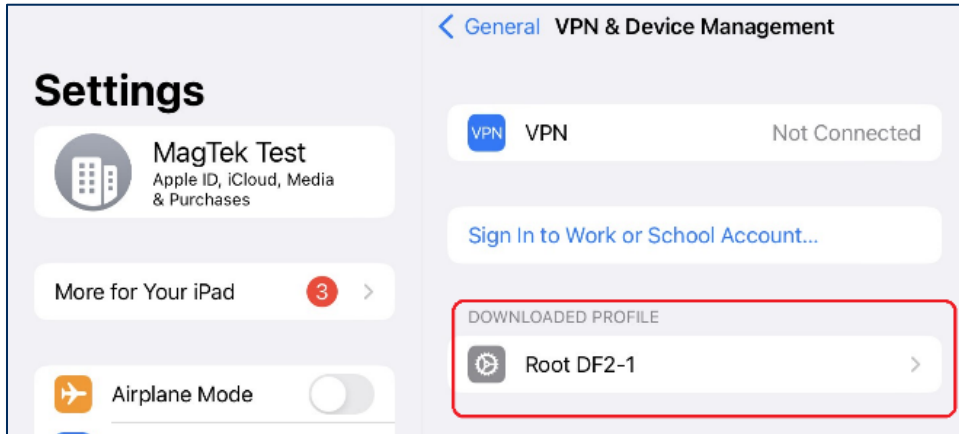 Settings
MagTek Test
Apple ID, iCloud, Media
& Purchases
More for Your iPad
3
Airplane Mode
General
VPN & Device Management
VPN
VPN
Not Connected
Sign In to Work or School Account...
DOWNLOADED PROFILE
Root DF2-1